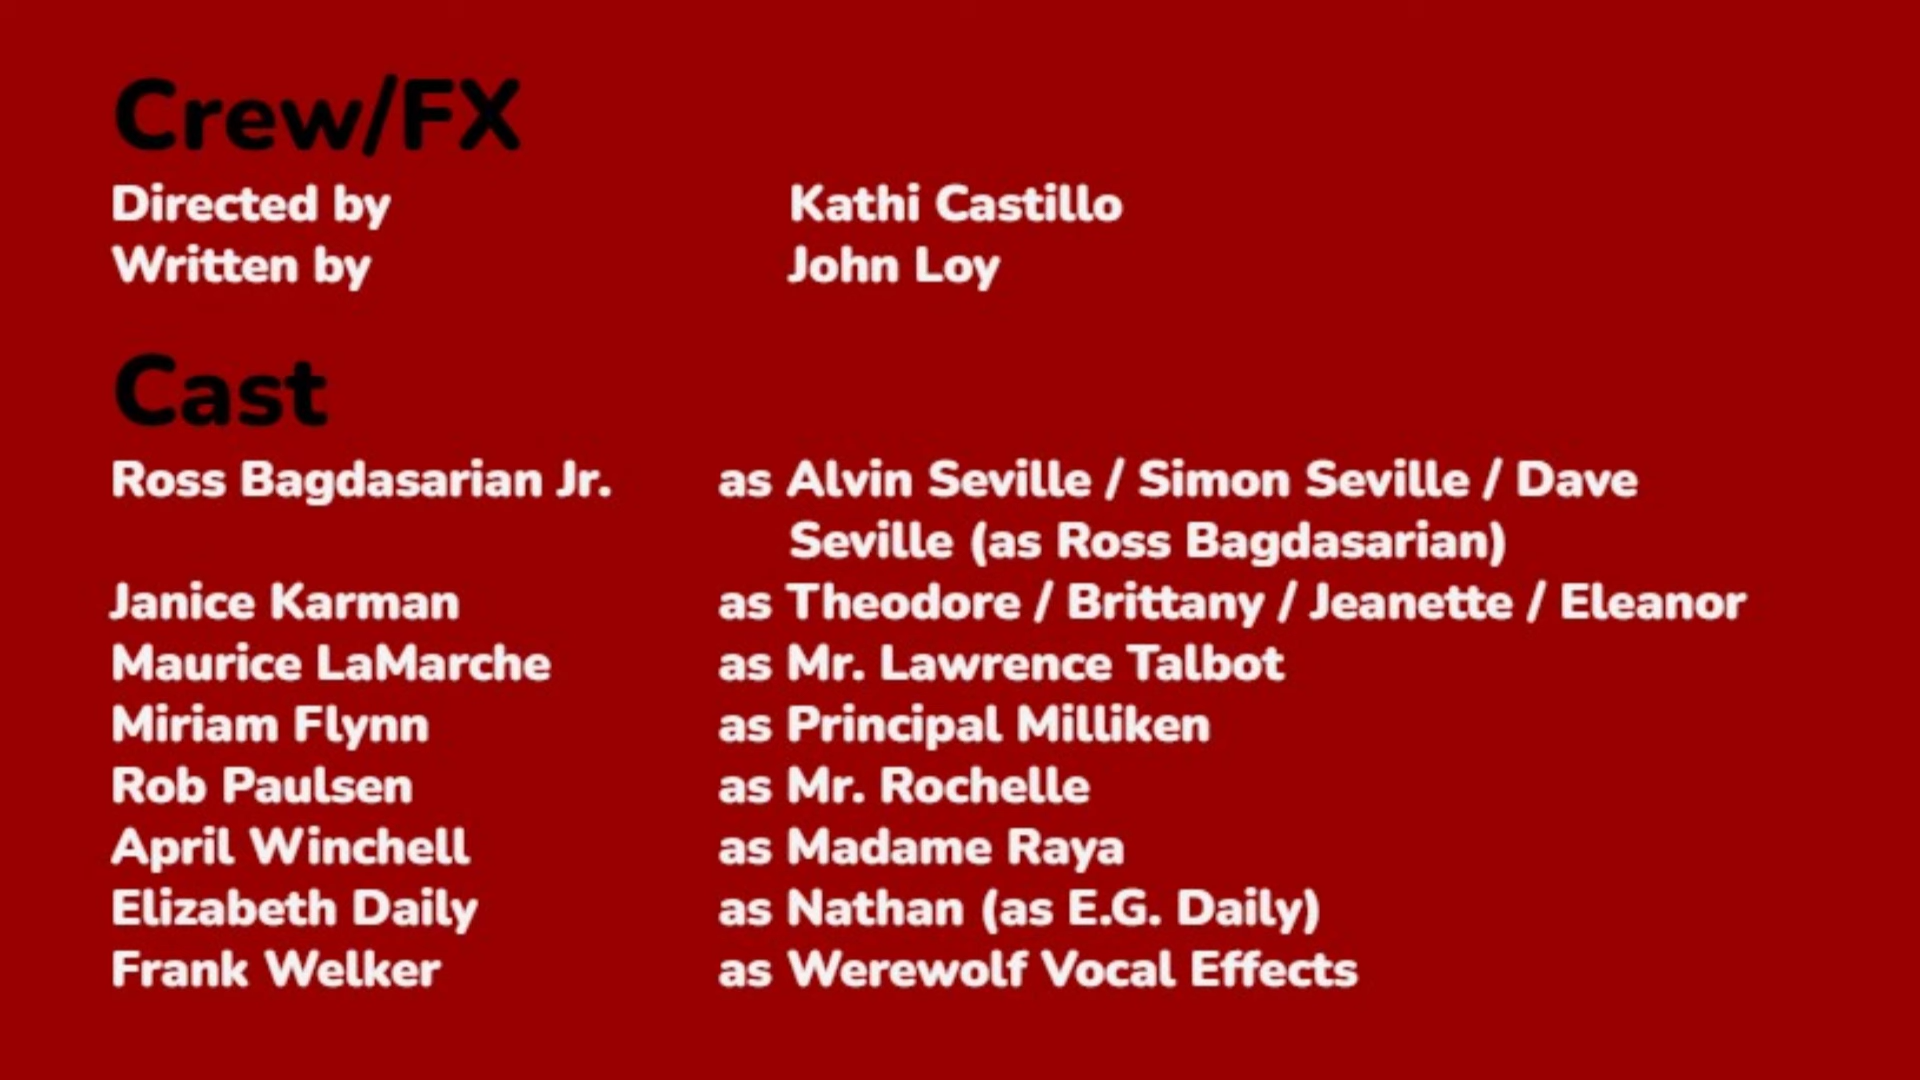 Crew/FX
Directed by Kathi Castillo
Written by John Loy
Cast
Ross Bagdasarian Jr. as Alvin Seville / Simon Seville / Dave
Seville (as Ross Bagdasarian)
Janice Karman as Theodore / Brittany / Jeanette / Eleanor
Maurice LaMarche as Mr. Lawrence Talbot
Miriam Flynn as Principal Milliken
Rob Paulsen as Mr. Rochelle
April Winchell as Madame Raya
Elizabeth Daily as Nathan (as E.G. Daily)
Frank Welker as Werewolf Vocal Effects